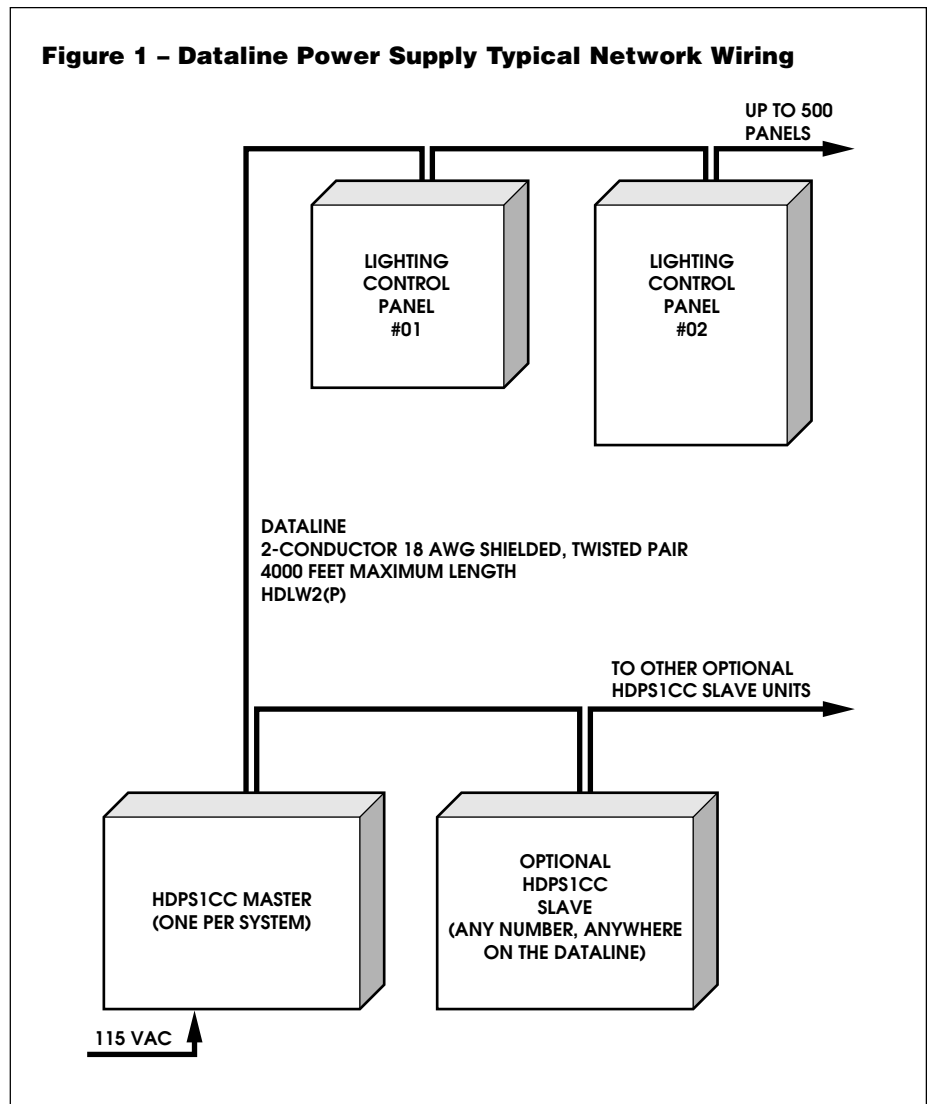 Figure 1 – Dataline Power Supply Typical Network Wiring
UP TO 500
PANELS
LIGHTING
CONTROL
PANEL
#01
LIGHTING
CONTROL
PANEL
#02
DATALINE
2-CONDUCTOR 18 AWG SHIELDED, TWISTED PAIR
4000 FEET MAXIMUM LENGTH
HDLW2(P)
TO OTHER OPTIONAL
HDPS1CC SLAVE UNITS
HDPS1CC MASTER
(ONE PER SYSTEM)
OPTIONAL
HDPS1CC
SLAVE
(ANY NUMBER, ANYWHERE
ON THE DATALINE)
115 VAC